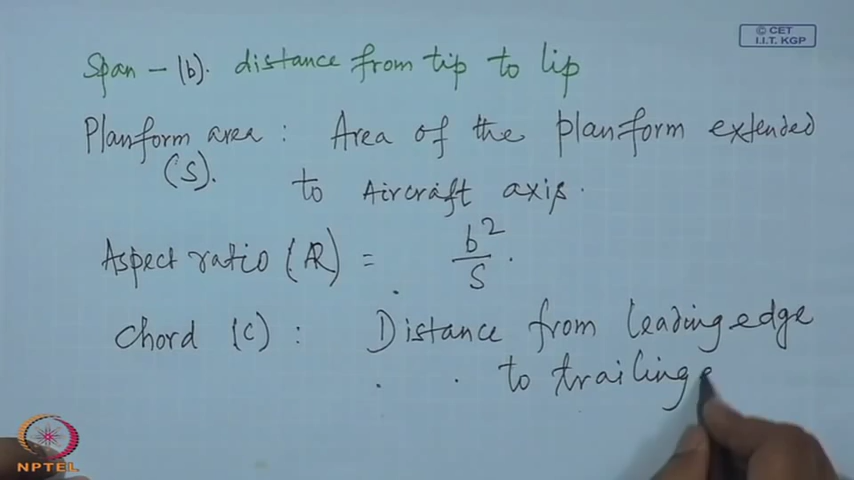 © CET
I.I.T. KGP
Span - (b). distance from tip to lip
Planform area : Area of the planform extended
(S). to Aircraft axis.
Aspect ratio (AR) = b²/S.
Chord (C) : Distance from leading edge
to trailing e
NPTEL